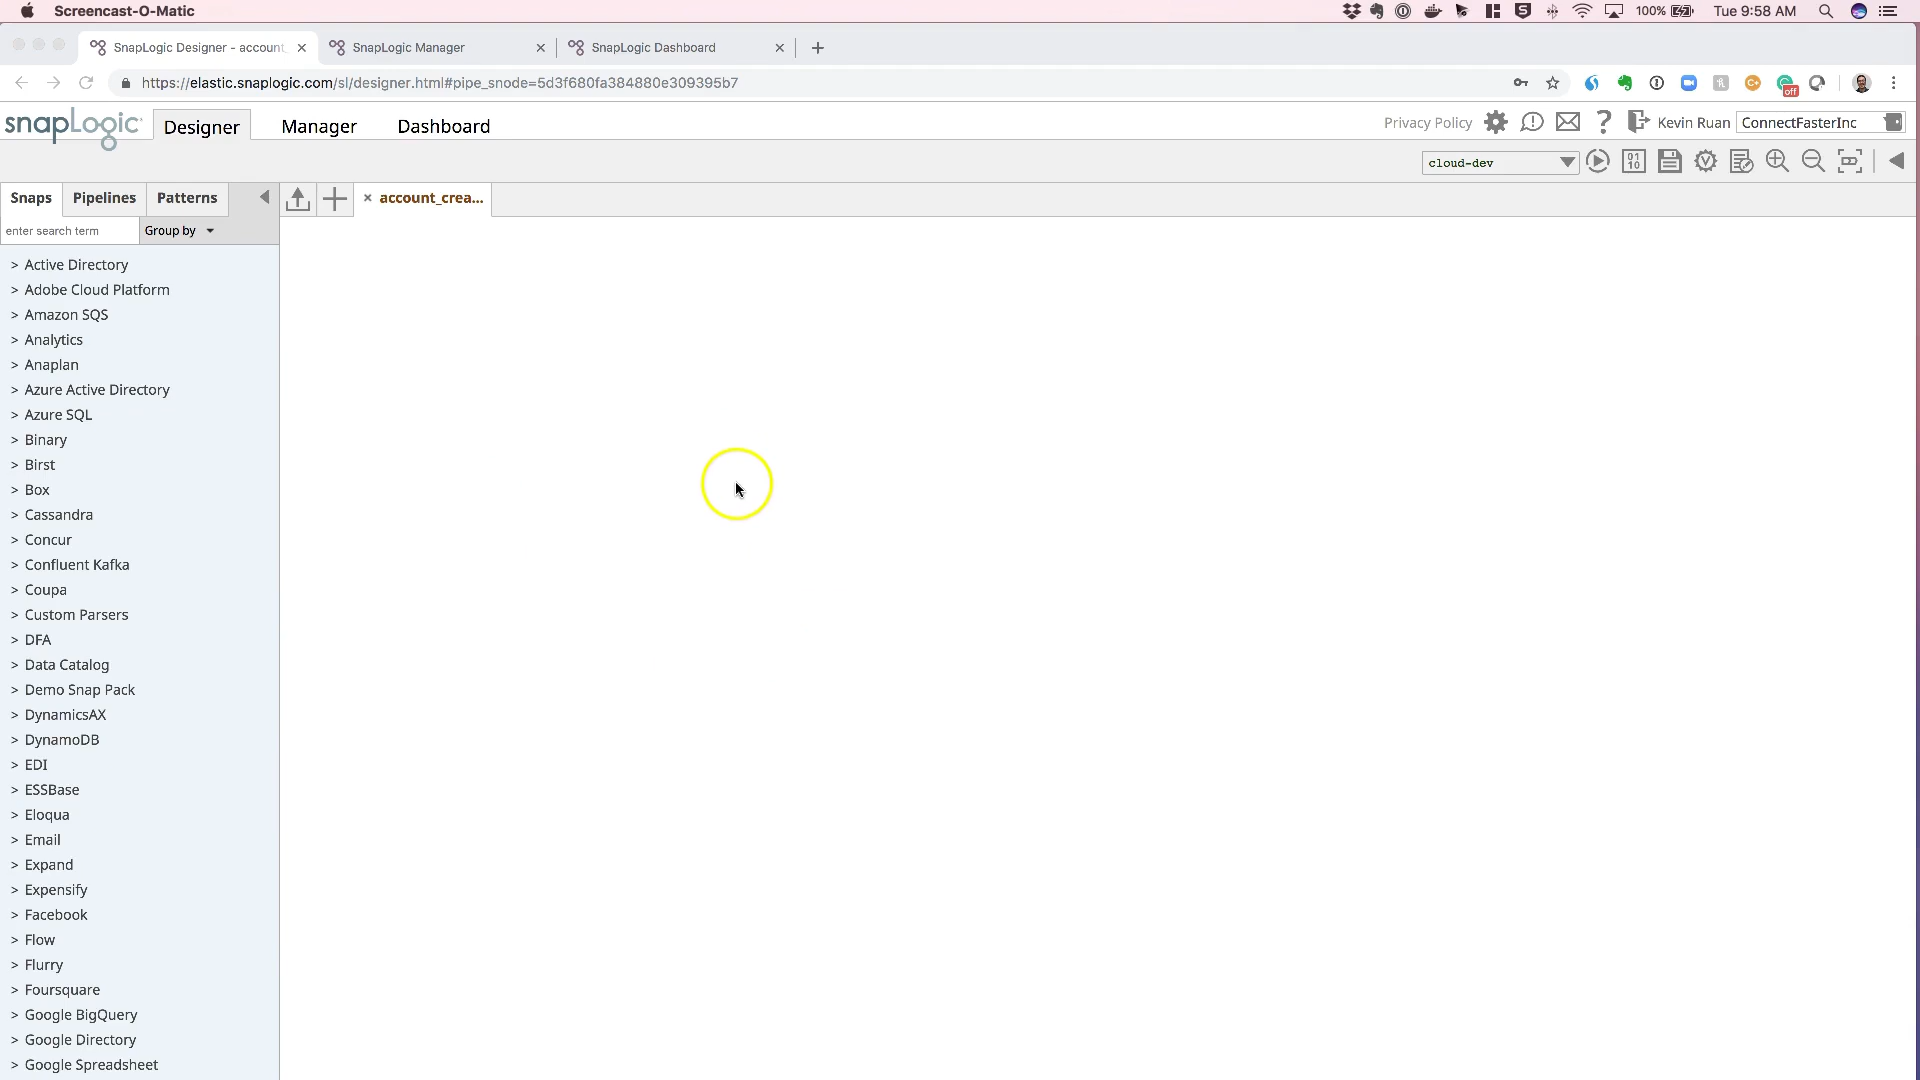 Screencast-O-Matic
100%
Tue 9:58 AM
SnapLogic Designer - account_
SnapLogic Manager
SnapLogic Dashboard
https://elastic.snaplogic.com/sl/designer.html#pipe_snode=5d3f680fa384880e309395b7
off
snapLogic
Designer
Manager
Dashboard
Privacy Policy
Kevin Ruan
ConnectFasterInc
cloud-dev
Snaps
Pipelines
Patterns
account_crea...
enter search term
Group by
> Active Directory
> Adobe Cloud Platform
> Amazon SQS
> Analytics
> Anaplan
> Azure Active Directory
> Azure SQL
> Binary
> Birst
> Box
> Cassandra
> Concur
> Confluent Kafka
> Coupa
> Custom Parsers
> DFA
> Data Catalog
> Demo Snap Pack
> DynamicsAX
> DynamoDB
> EDI
> ESSBase
> Eloqua
> Email
> Expand
> Expensify
> Facebook
> Flow
> Flurry
> Foursquare
> Google BigQuery
> Google Directory
> Google Spreadsheet